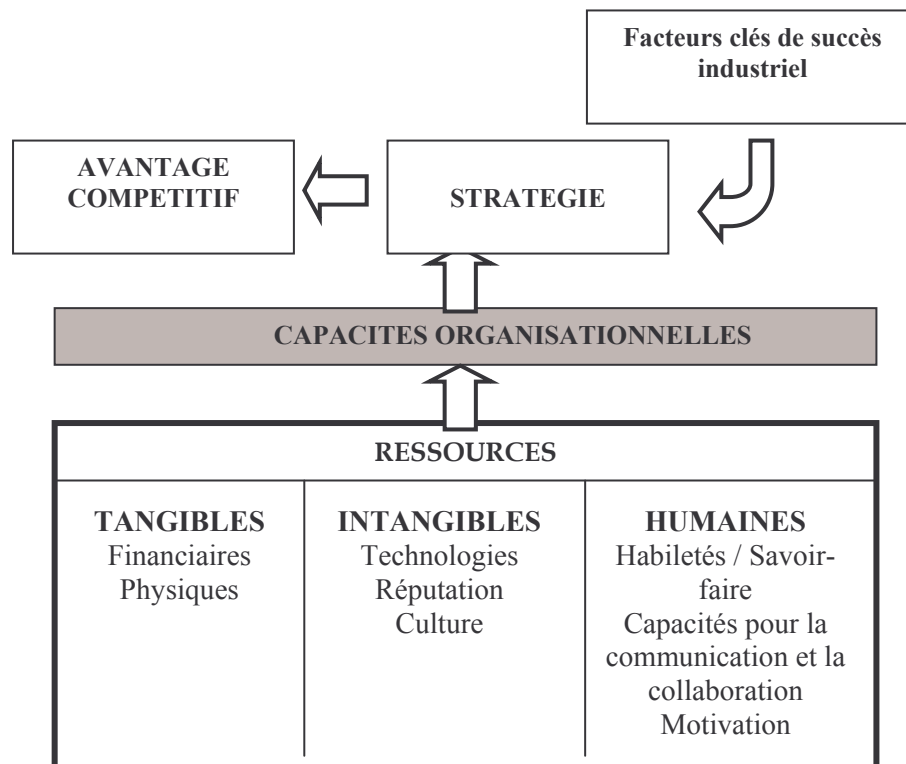 Facteurs clés de succès
industriel
AVANTAGE
COMPETITIF
STRATEGIE
CAPACITES ORGANISATIONNELLES
RESSOURCES
TANGIBLES
Financiaires
Physiques
INTANGIBLES
Technologies
Réputation
Culture
HUMAINES
Habiletés / Savoir-
faire
Capacités pour la
communication et la
collaboration
Motivation